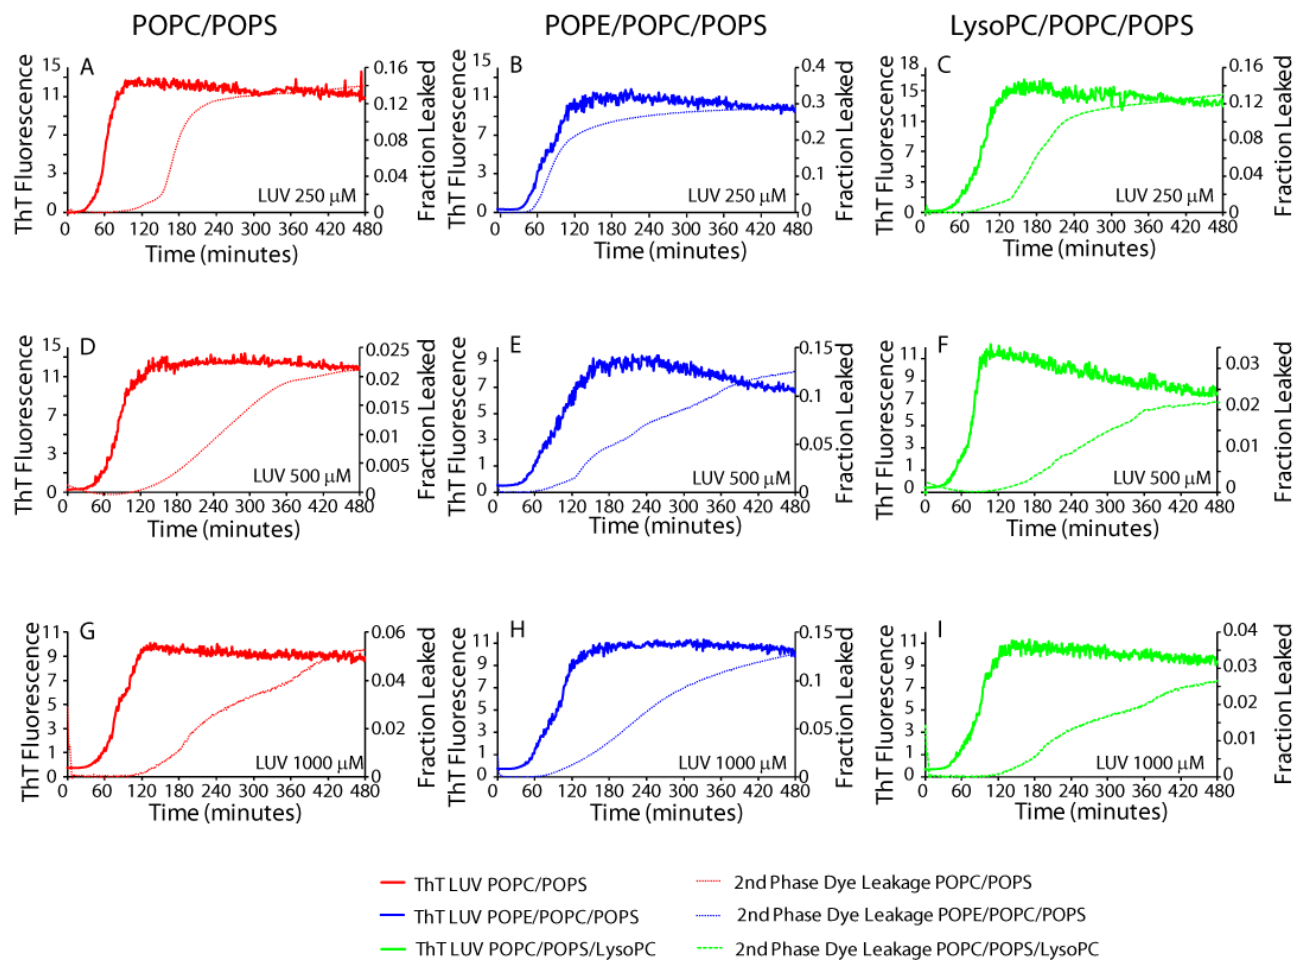 POPC/POPS
POPE/POPC/POPS
LysoPC/POPC/POPS
A
ThT Fluorescence
15
11
7
3
0
0.16
0.12
0.08
0.04
0
Fraction Leaked
LUV 250 μM
0 60 120 180 240 300 360 420 480
Time (minutes)
B
ThT Fluorescence
15
11
7
3
0
0.4
0.3
0.2
0.1
0
Fraction Leaked
LUV 250 μM
0 60 120 180 240 300 360 420 480
Time (minutes)
C
ThT Fluorescence
18
15
11
7
3
0
0.16
0.12
0.08
0.04
0
Fraction Leaked
LUV 250 μM
0 60 120 180 240 300 360 420 480
Time (minutes)
D
ThT Fluorescence
15
11
7
3
0
0.025
0.02
0.01
0.01
0.005
0
Fraction Leaked
LUV 500 μM
0 60 120 180 240 300 360 420 480
Time (minutes)
E
ThT Fluorescence
9
7
5
3
1
0
0.15
0.1
0.05
0
Fraction Leaked
LUV 500 μM
0 60 120 180 240 300 360 420 480
Time (minutes)
F
ThT Fluorescence
11
9
7
5
3
1
0
0.03
0.02
0.01
0
Fraction Leaked
LUV 500 μM
0 60 120 180 240 300 360 420 480
Time (minutes)
G
ThT Fluorescence
11
9
7
5
3
1
0
0.06
0.04
0.02
0
Fraction Leaked
LUV 1000 μM
0 60 120 180 240 300 360 420 480
Time (minutes)
H
ThT Fluorescence
11
9
7
5
3
1
0
0.15
0.1
0.05
0
Fraction Leaked
LUV 1000 μM
0 60 120 180 240 300 360 420 480
Time (minutes)
I
ThT Fluorescence
11
9
7
5
3
1
0
0.04
0.03
0.02
0.01
0
Fraction Leaked
LUV 1000 μM
0 60 120 180 240 300 360 420 480
Time (minutes)
ThT LUV POPC/POPS
2nd Phase Dye Leakage POPC/POPS
ThT LUV POPE/POPC/POPS
2nd Phase Dye Leakage POPE/POPC/POPS
ThT LUV POPC/POPS/LysoPC
2nd Phase Dye Leakage POPC/POPS/LysoPC